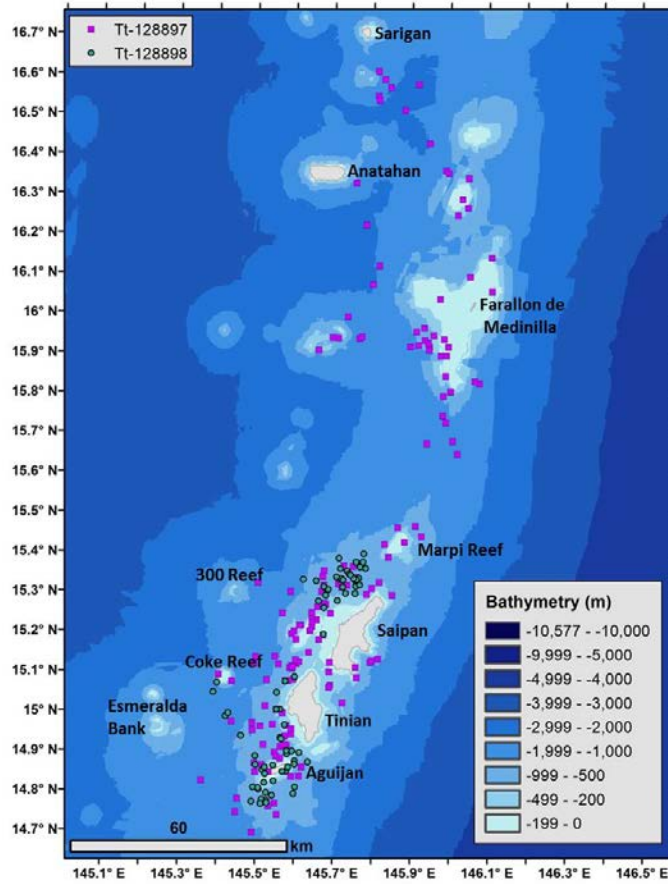 Tt-128897
Tt-128898
16.7° N
16.6° N
16.5° N
16.4° N
16.3° N
16.2° N
16.1° N
16° N
15.9° N
15.8° N
15.7° N
15.6° N
15.5° N
15.4° N
15.3° N
15.2° N
15.1° N
15° N
14.9° N
14.8° N
14.7° N
Sarigan
Anatahan
Farallon de
Medinilla
Marpi Reef
300 Reef
Saipan
Coke Reef
Esmeralda
Bank
Tinian
Aguijan
Bathymetry (m)
-10,577 - -10,000
-9,999 - -5,000
-4,999 - -4,000
-3,999 - -3,000
-2,999 - -2,000
-1,999 - -1,000
-999 - -500
-499 - -200
-199 - 0
60
km
145.1° E
145.3° E
145.5° E
145.7° E
145.9° E
146.1° E
146.3° E
146.5° E